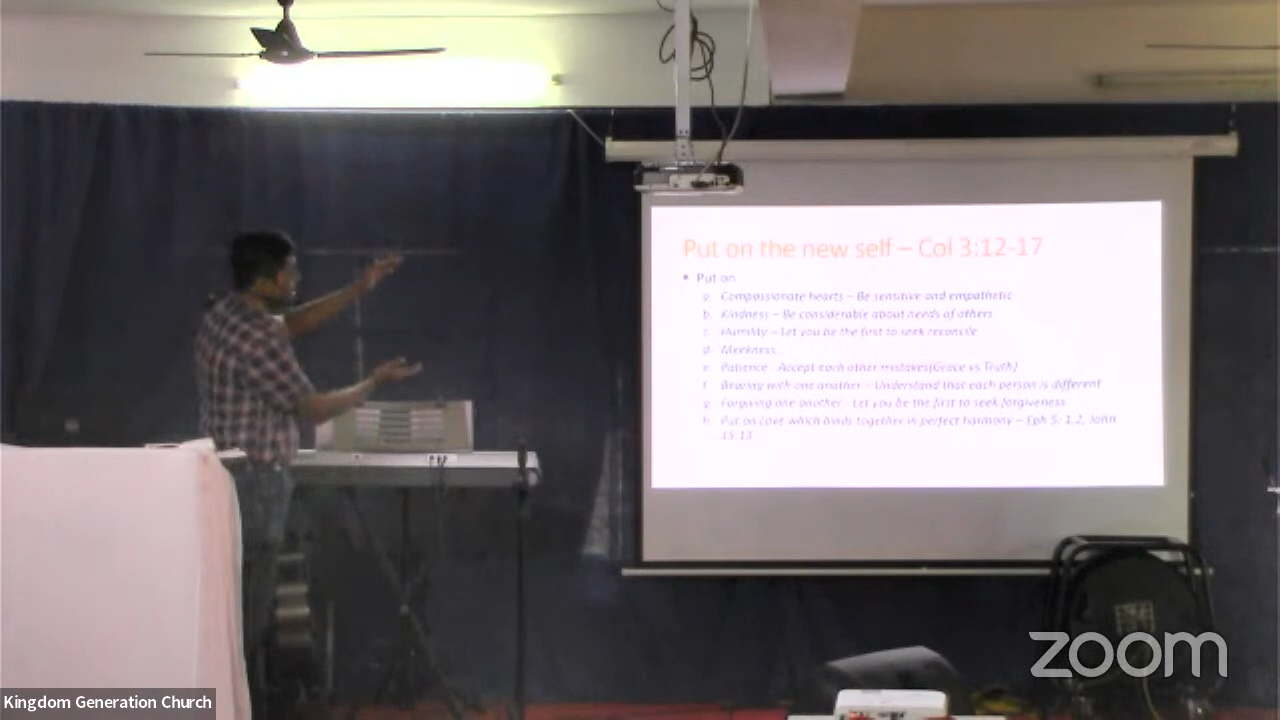 Put on the new self – Col 3:12-17
• Put on
a. Compassionate hearts – Be sensitive and empathetic
b. Kindness – Be considerable about needs of others
c. Humility – Let you be the first to seek reconcile
d. Meekness
e. Patience - Accept each other mistakes(Grace vs Truth)
f. Bearing with one another – Understand that each person is different
g. Forgiving one another - Let you be the first to seek forgiveness
h. Put on Love which binds together in perfect harmony – Eph 5: 1,2, John
15:13
zoom
Kingdom Generation Church